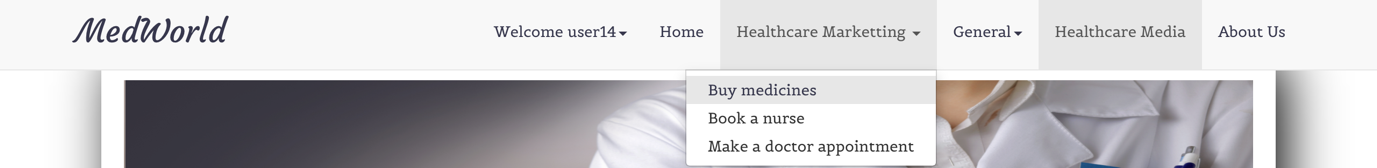 MedWorld
Welcome user14
Home
Healthcare Marketting
General
Healthcare Media
About Us
Buy medicines
Book a nurse
Make a doctor appointment